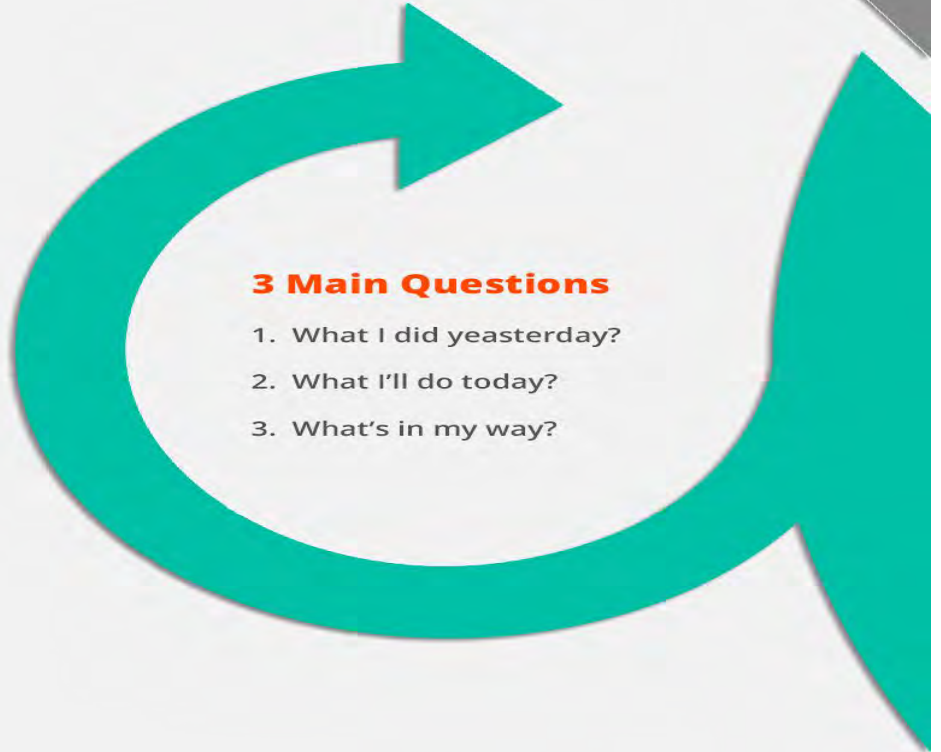 3 Main Questions
1. What I did yeasterday?
2. What I'll do today?
3. What's in my way?